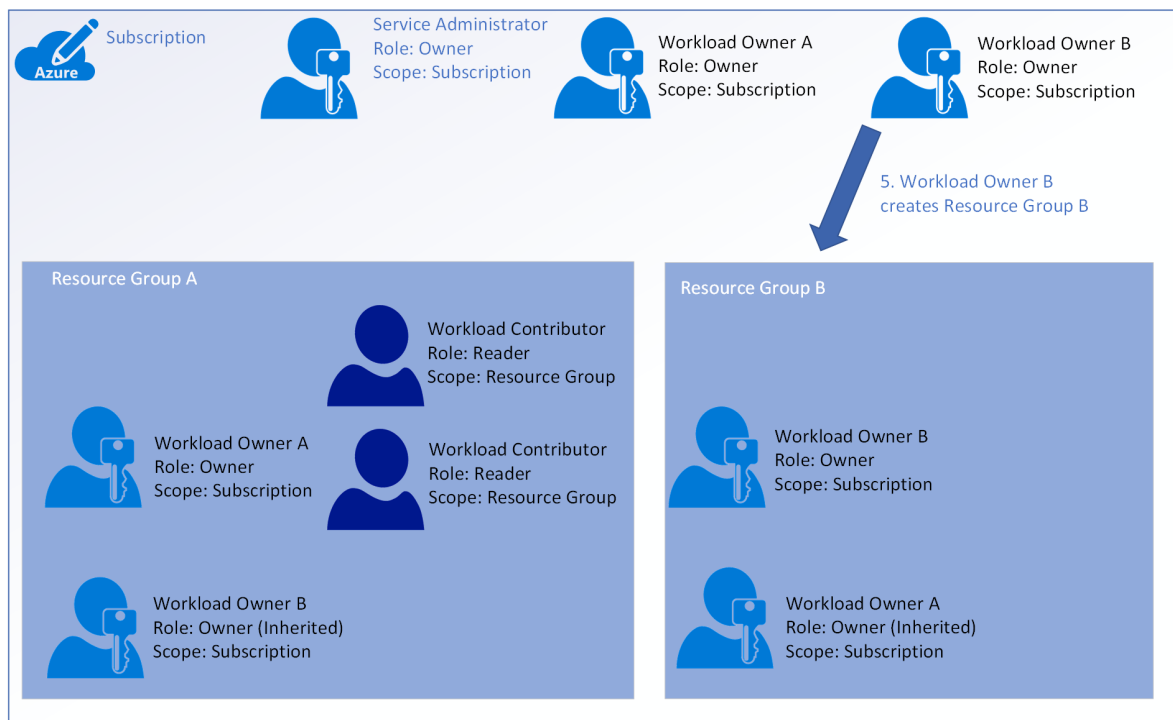 Azure
Subscription
Service Administrator
Role: Owner
Scope: Subscription
Workload Owner A
Role: Owner
Scope: Subscription
Workload Owner B
Role: Owner
Scope: Subscription
5. Workload Owner B
creates Resource Group B
Resource Group A
Workload Contributor
Role: Reader
Scope: Resource Group
Workload Owner A
Role: Owner
Scope: Subscription
Workload Contributor
Role: Reader
Scope: Resource Group
Workload Owner B
Role: Owner (Inherited)
Scope: Subscription
Resource Group B
Workload Owner B
Role: Owner
Scope: Subscription
Workload Owner A
Role: Owner (Inherited)
Scope: Subscription